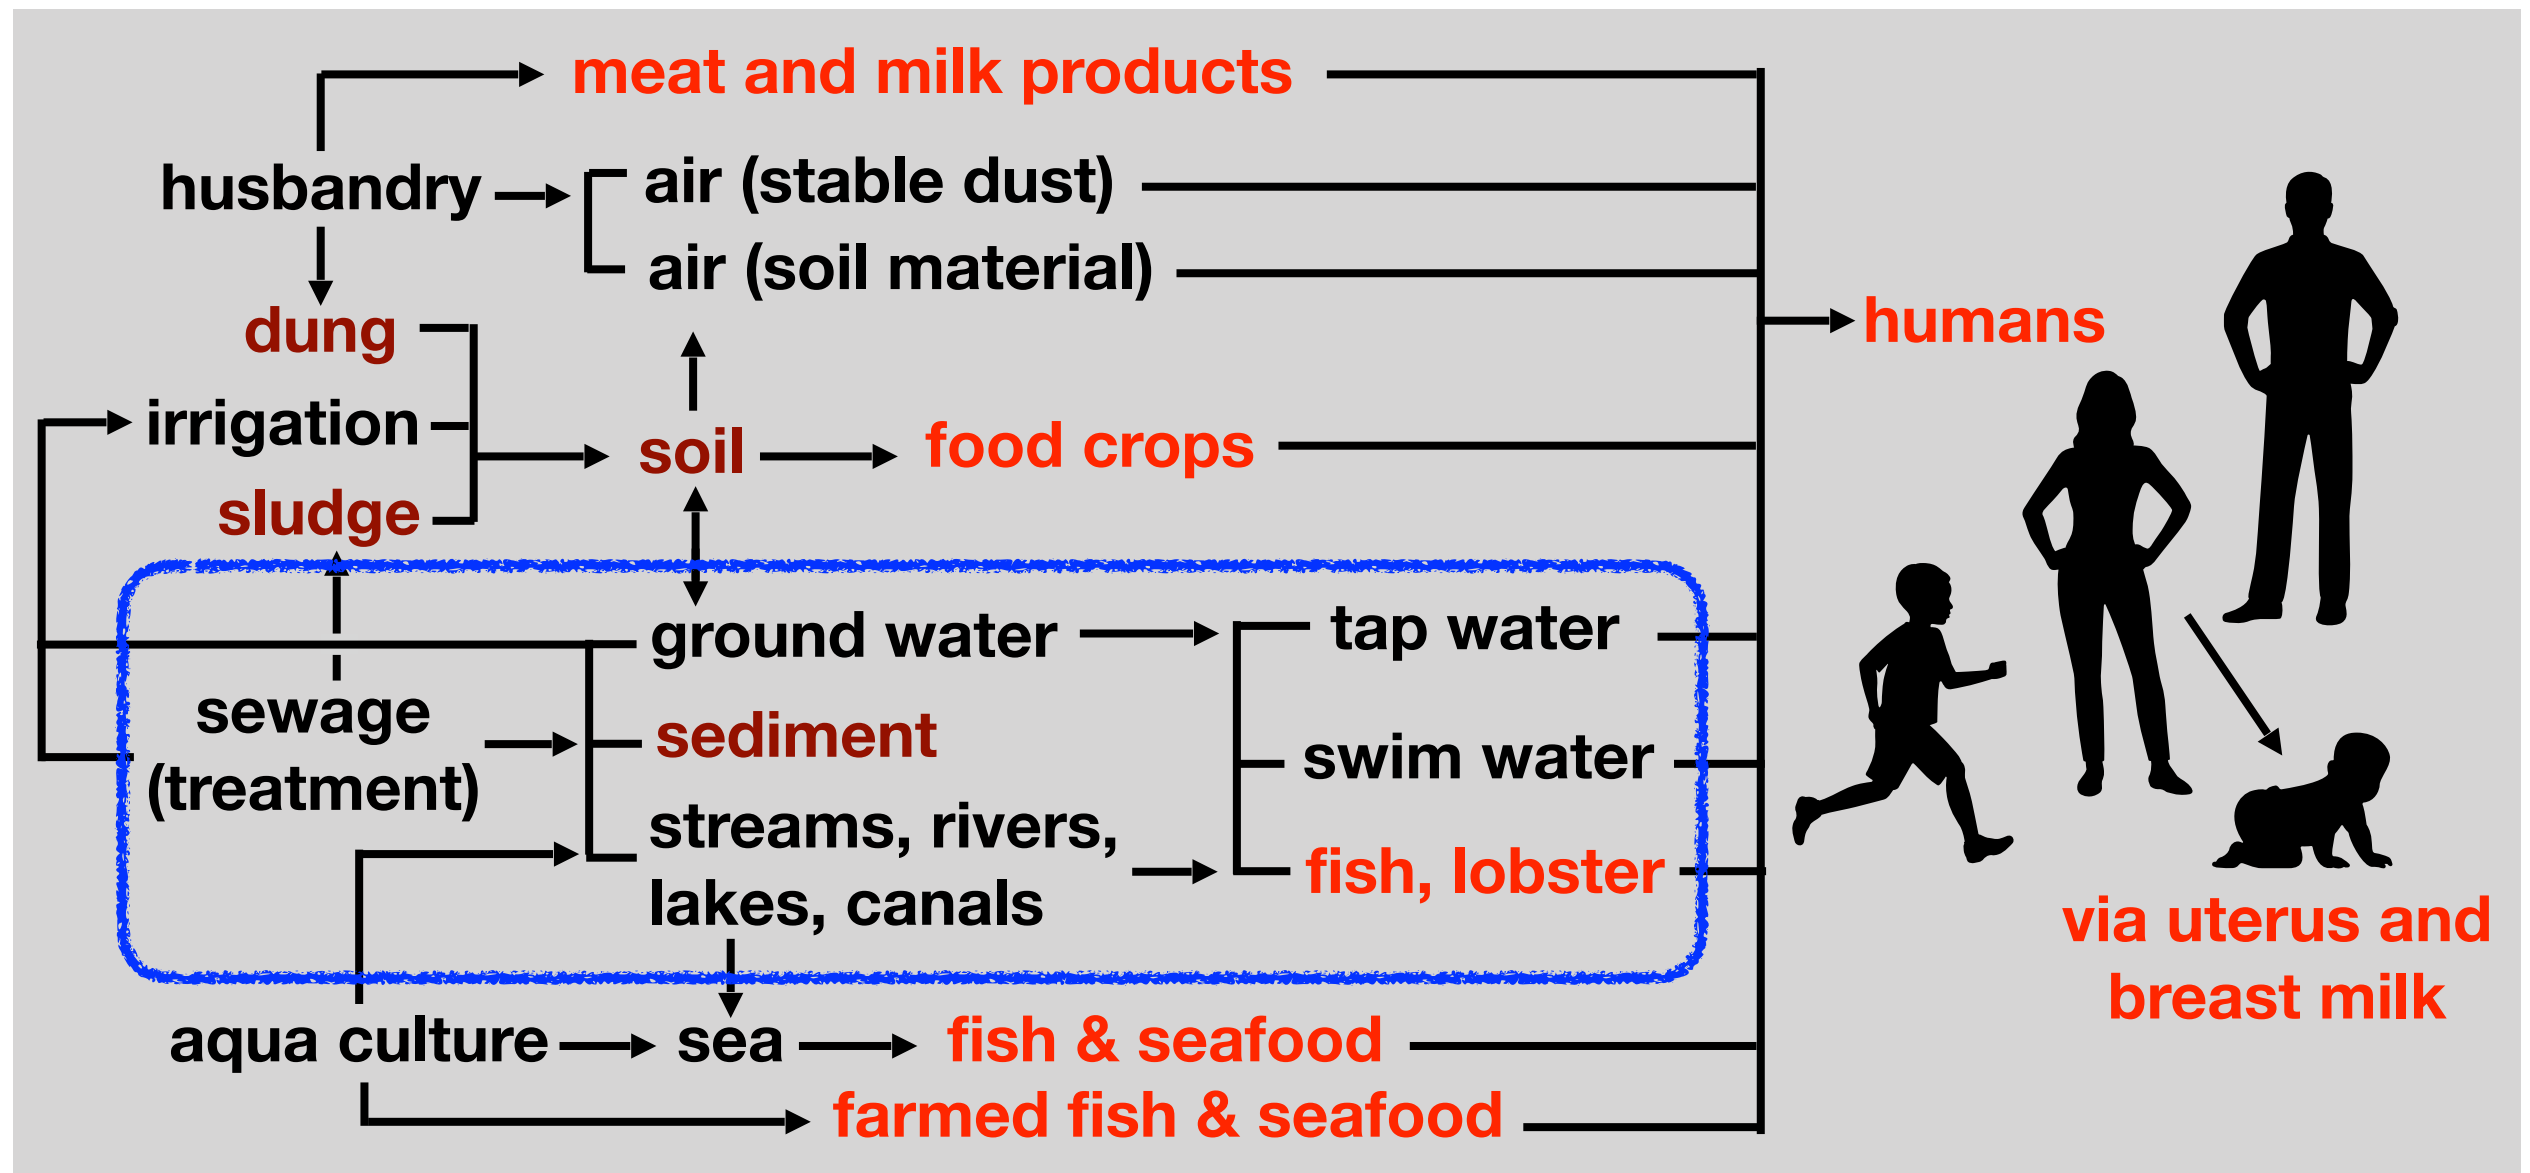 meat and milk products
husbandry
air (stable dust)
air (soil material)
dung
irrigation
sludge
soil
food crops
humans
ground water
tap water
sewage
(treatment)
sediment
swim water
streams, rivers,
lakes, canals
fish, lobster
via uterus and
breast milk
aqua culture
sea
fish & seafood
farmed fish & seafood